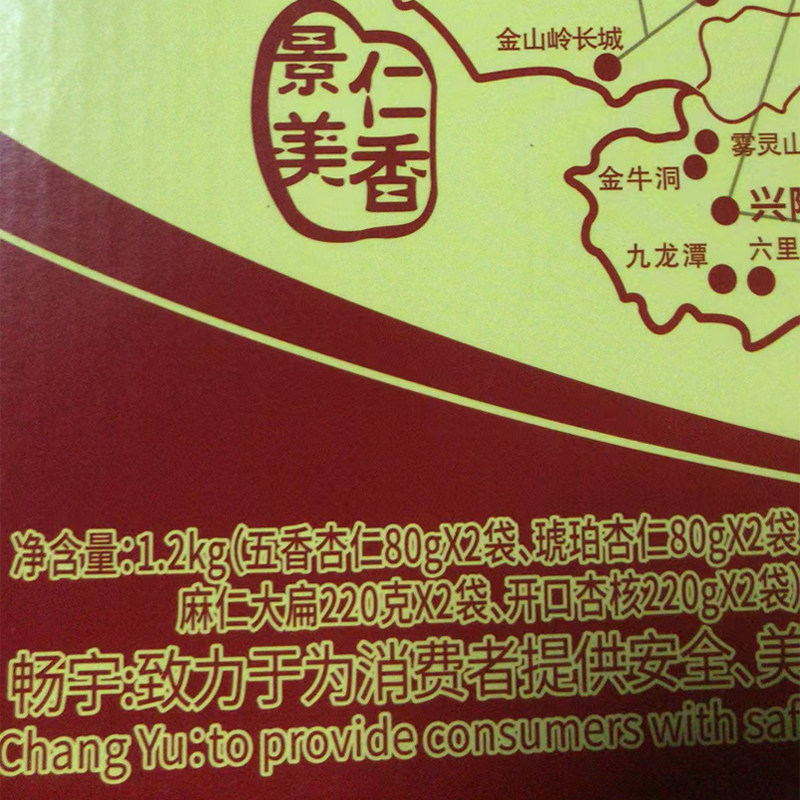 金山岭长城
景仁
美香
雾灵山
金牛洞
兴
九龙潭
六里
净含量:1.2kg(五香杏仁80gX2袋、琥珀杏仁80gX2袋
麻仁大扁220克X2袋、开口杏核220gX2袋)
畅宇:致力于为消费者提供安全、美
Chang Yu:to provide consumers with saf